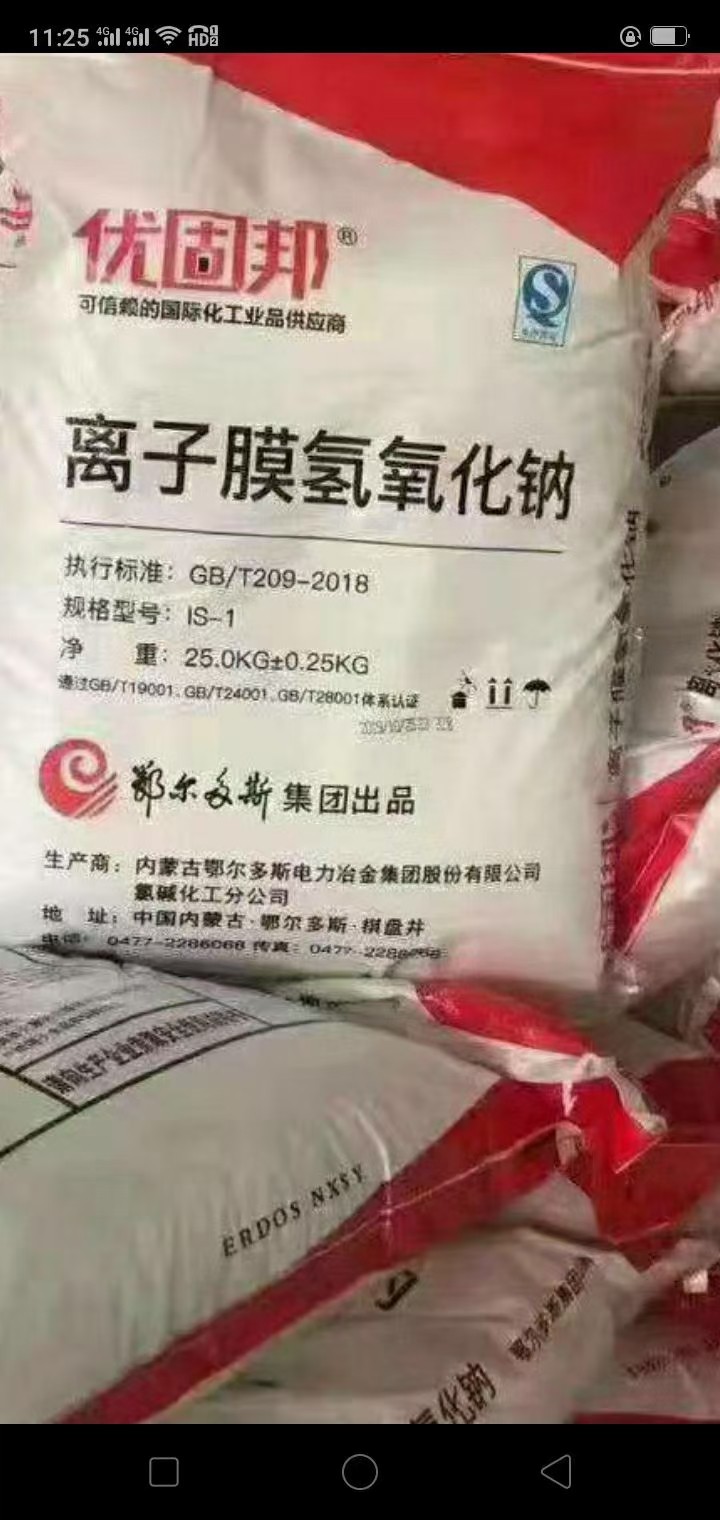 11:25
优固邦®
可信赖的国际化工业品供应商
离子膜氢氧化钠
执行标准：GB/T209-2018
规格型号：IS-1
净 重：25.0KG±0.25KG
通过GB/T19001、GB/T24001、GB/T28001体系认证
鄂尔多斯 集团出品
生产商：内蒙古鄂尔多斯电力冶金集团股份有限公司
氯碱化工分公司
地 址：中国内蒙古·鄂尔多斯·棋盘井
0477-2286068 传真：0477-
ERDOS NXSY
化钠